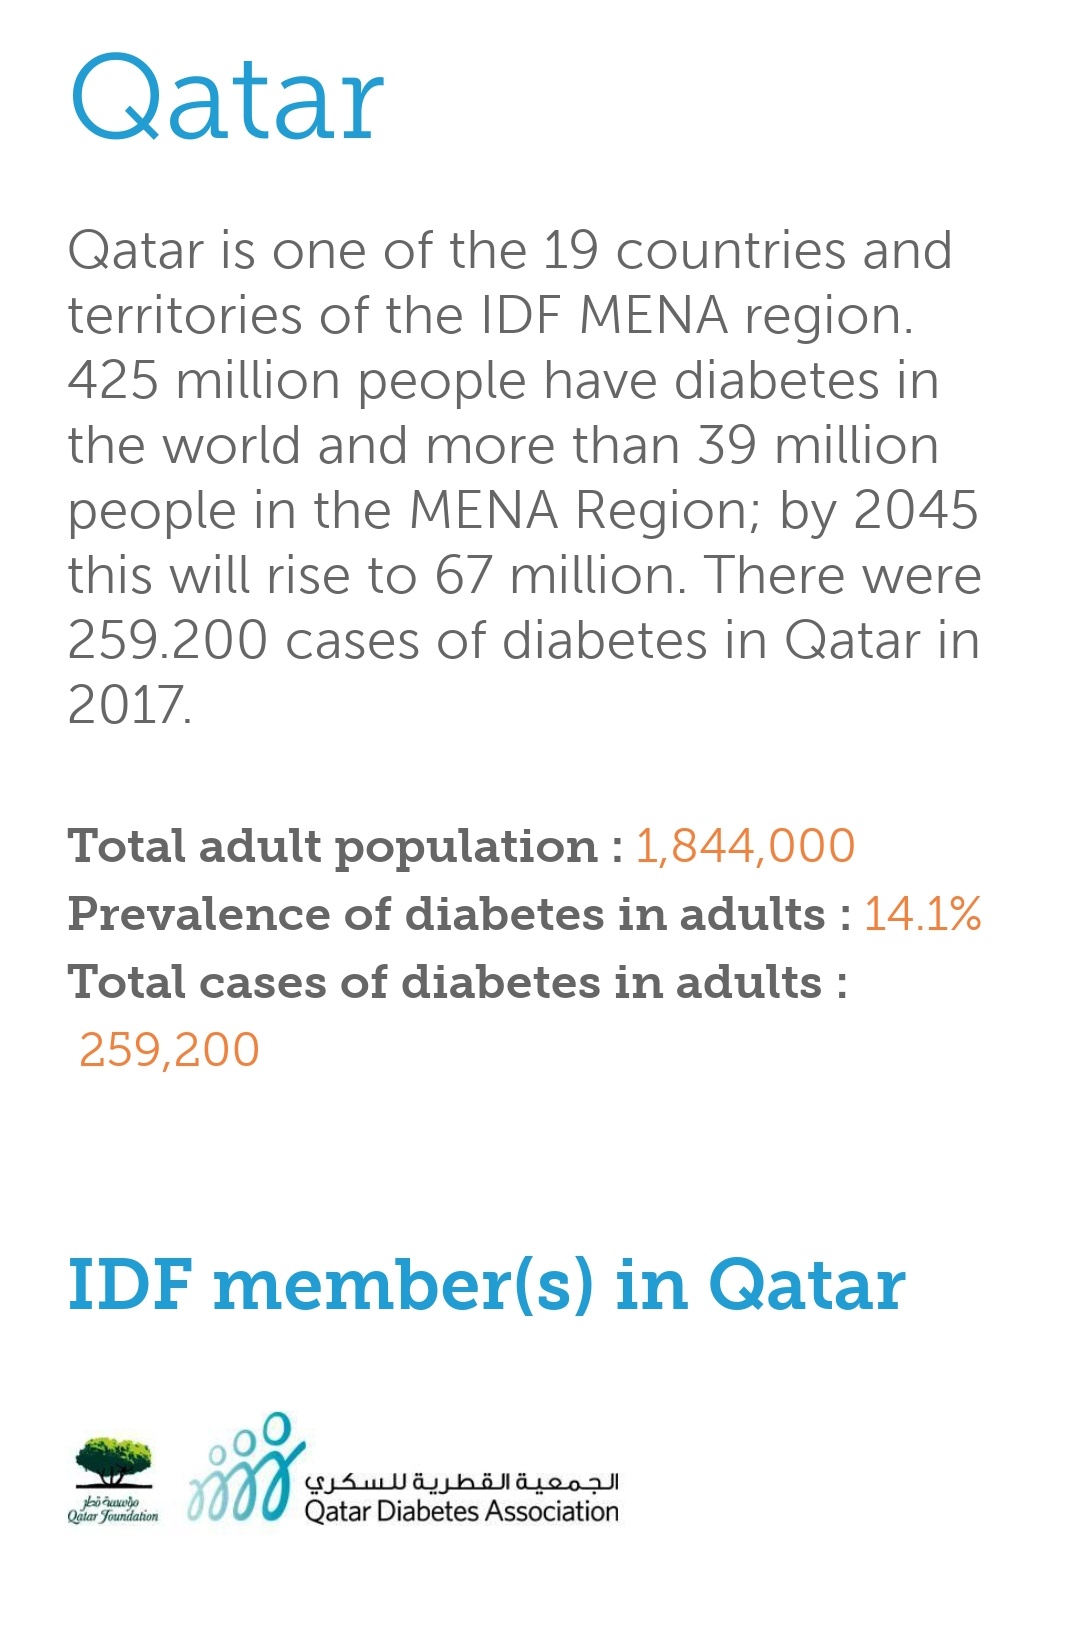 Qatar
Qatar is one of the 19 countries and
territories of the IDF MENA region.
425 million people have diabetes in
the world and more than 39 million
people in the MENA Region; by 2045
this will rise to 67 million. There were
259.200 cases of diabetes in Qatar in
2017.
Total adult population : 1,844,000
Prevalence of diabetes in adults : 14.1%
Total cases of diabetes in adults :
259,200
IDF member(s) in Qatar
مؤسسة قطر
Qatar Foundation
الجمعية القطرية للسكري
Qatar Diabetes Association